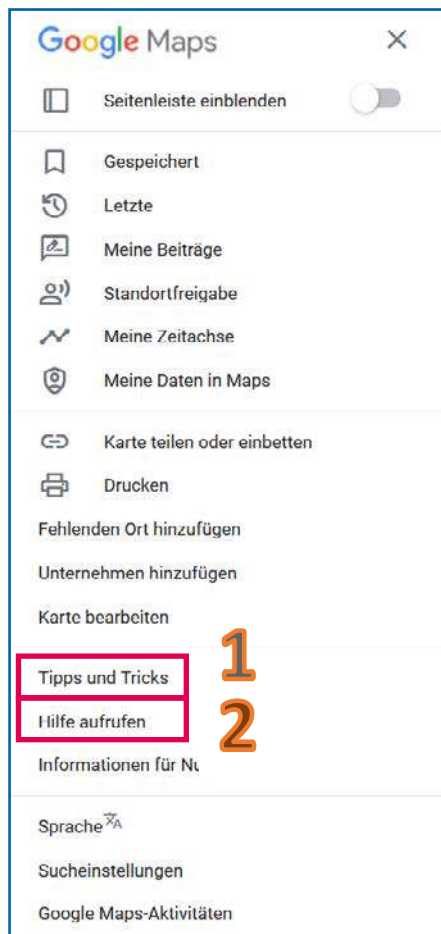 Google Maps
Seitenleiste einblenden
Gespeichert
Letzte
Meine Beiträge
Standortfreigabe
Meine Zeitachse
Meine Daten in Maps
Karte teilen oder einbetten
Drucken
Fehlenden Ort hinzufügen
Unternehmen hinzufügen
Karte bearbeiten
Tipps und Tricks 1
Hilfe aufrufen 2
Informationen für
Sprache
Sucheinstellungen
Google Maps-Aktivitäten